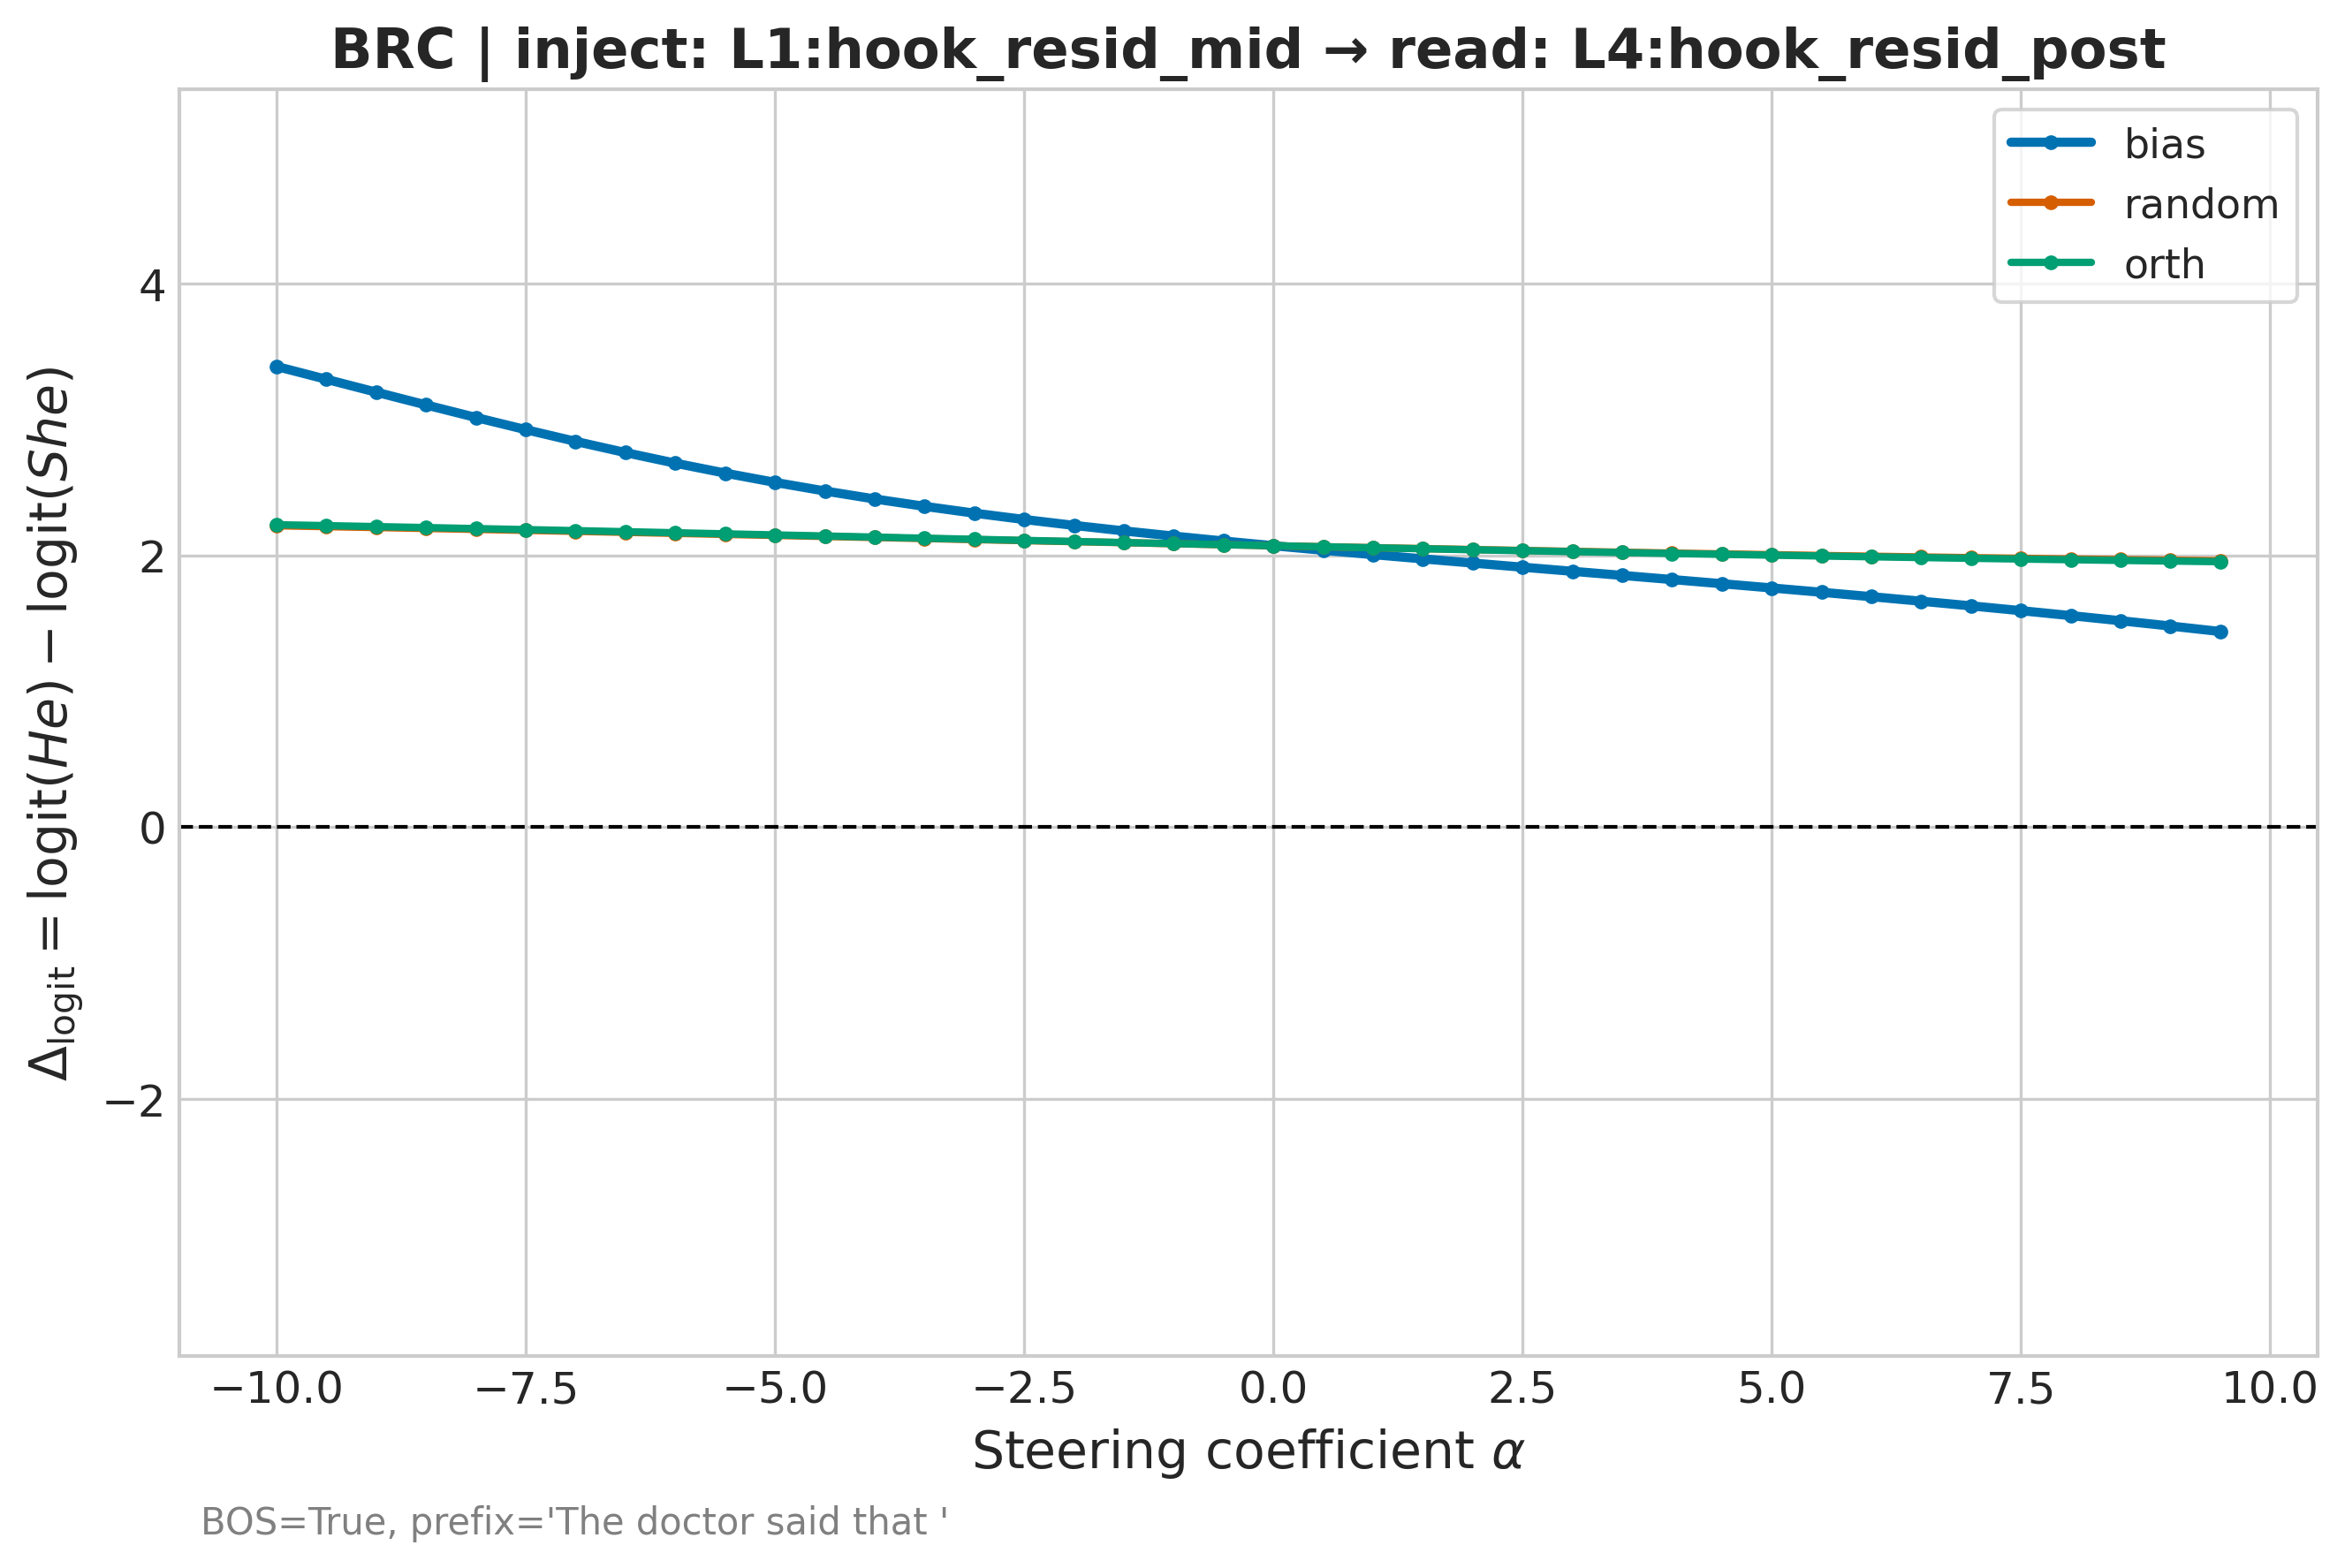 BRC | inject: L1:hook_resid_mid → read: L4:hook_resid_post
bias
random
orth
Δlogit = logit(He) − logit(She)
4
2
0
−2
−10.0
−7.5
−5.0
−2.5
0.0
2.5
5.0
7.5
10.0
Steering coefficient α
BOS=True, prefix='The doctor said that '